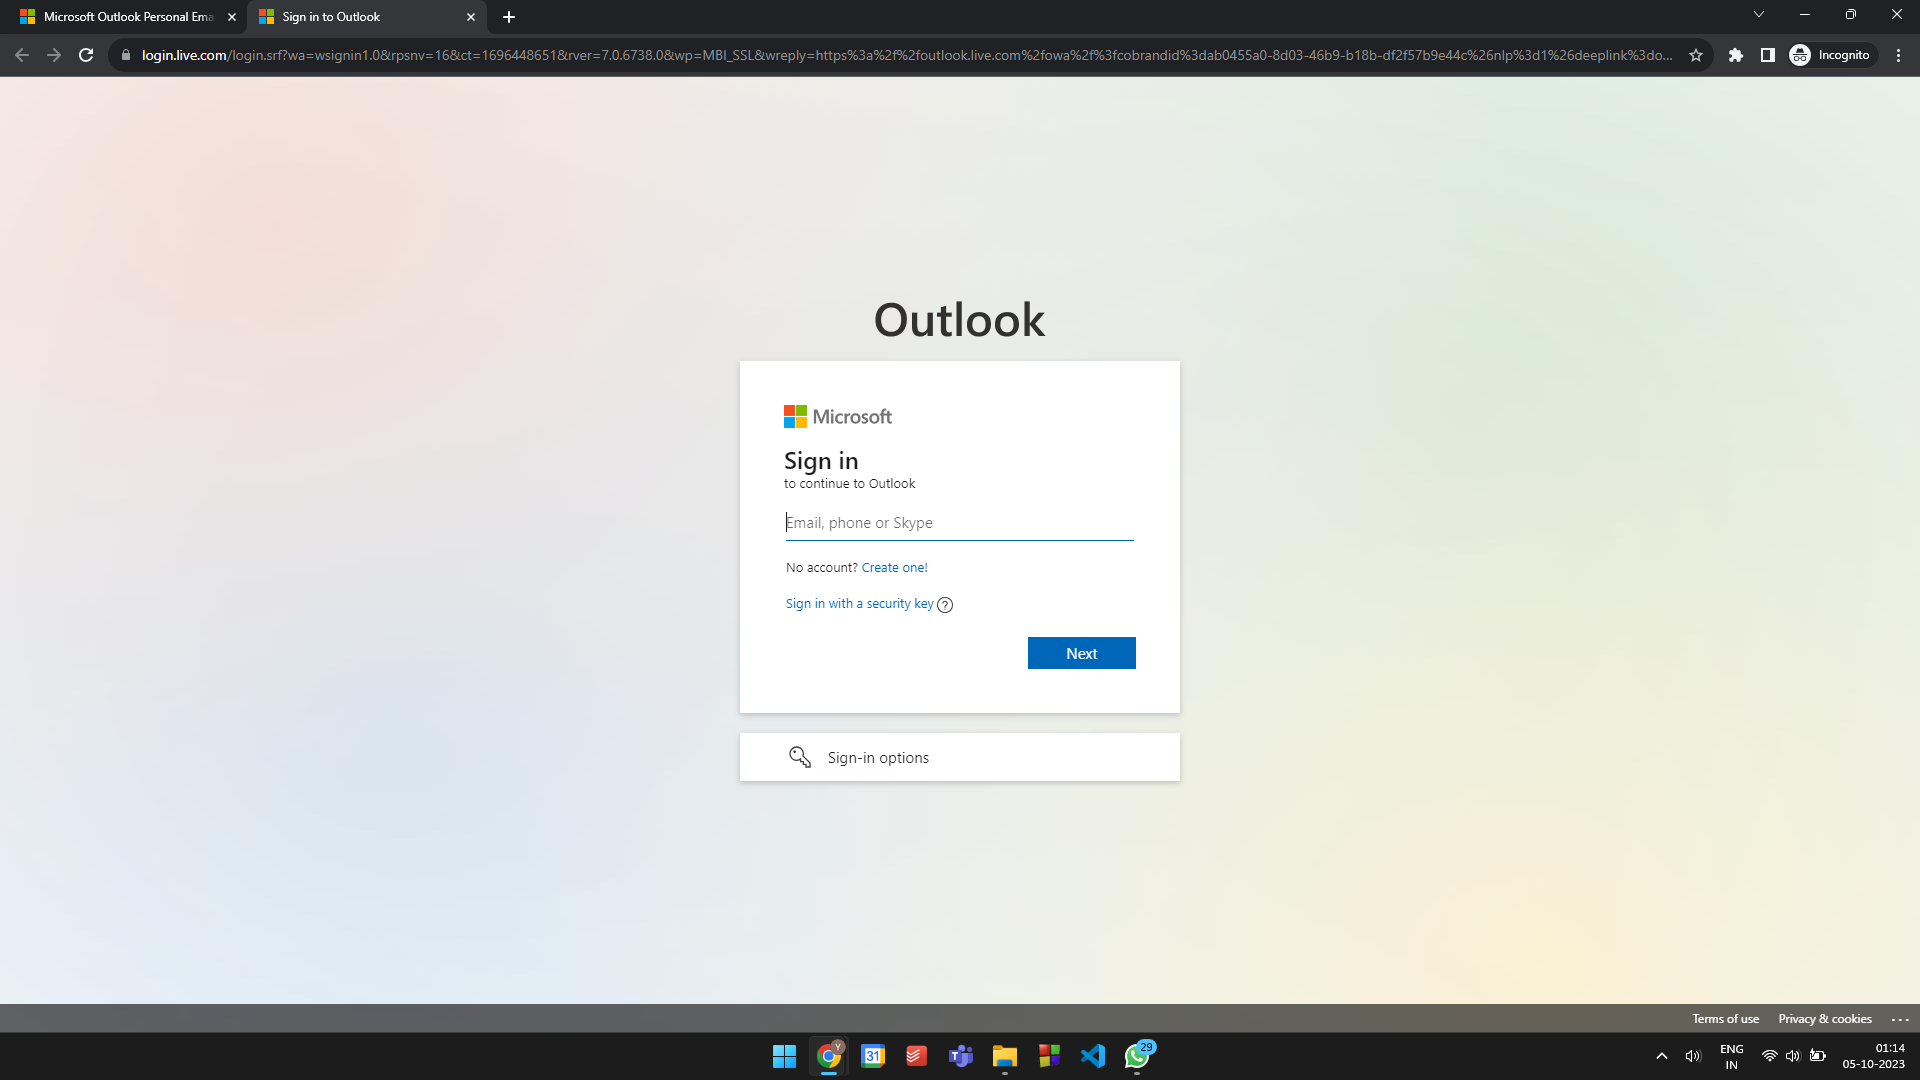 Microsoft Outlook Personal Ema
Sign in to Outlook
login.live.com/login.srf?wa=wsignin1.0&rpsnv=16&ct=1696448651&rver=7.0.6738.0&wp=MBI_SSL&wreply=https%3a%2f%2foutlook.live.com%2fowa%2f%3fcobrandid%3dab0455a0-8d03-46b9-b18b-df2f57b9e44c%26nlp%3d1%26deeplink%3do...
Incognito
Outlook
Microsoft
Sign in
to continue to Outlook
Email, phone or Skype
No account? Create one!
Sign in with a security key ?
Next
Sign-in options
Terms of use Privacy & cookies ...
Y
31
T
29
ENG
IN
01:14
05-10-2023